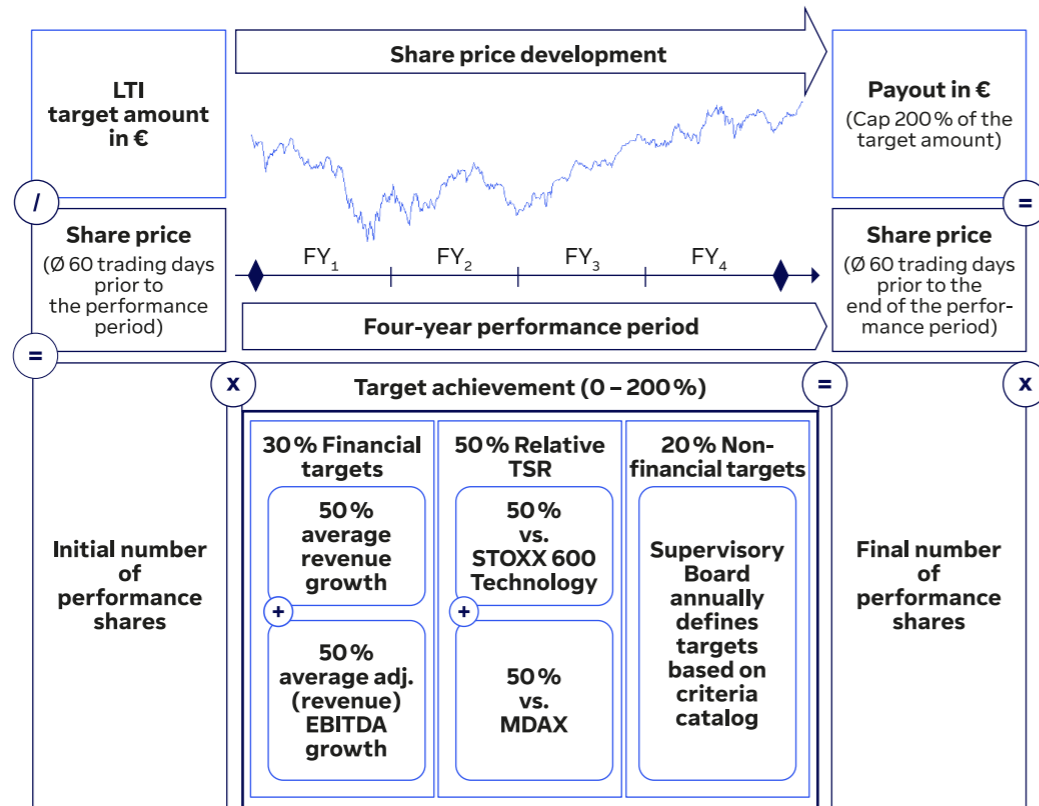 Share price development
LTI
target amount
in €
Payout in €
(Cap 200 % of the
target amount)
/
=
Share price
(Ø 60 trading days
prior to
the performance
period)
FY1
FY2
FY3
FY4
Four-year performance period
Share price
(Ø 60 trading days
prior to the
end of the perfor-
mance period)
=
x
Target achievement (0 – 200 %)
=
x
Initial number
of
performance
shares
30 % Financial
targets
50 %
average
revenue
growth
+
50 %
average adj.
(revenue)
EBITDA
growth
50 % Relative
TSR
50 %
vs.
STOXX 600
Technology
+
50 %
vs.
MDAX
20 % Non-
financial targets
Supervisory
Board
annually
defines
targets
based on
criteria
catalog
Final number
of
performance
shares